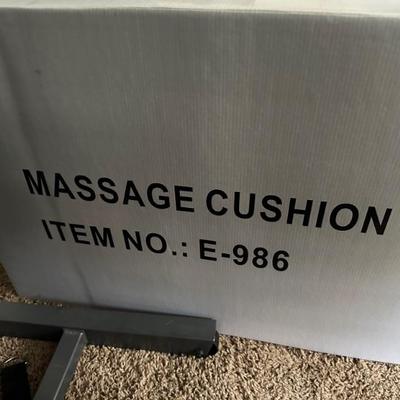 MASSAGE CUSHION
ITEM NO.: E-986